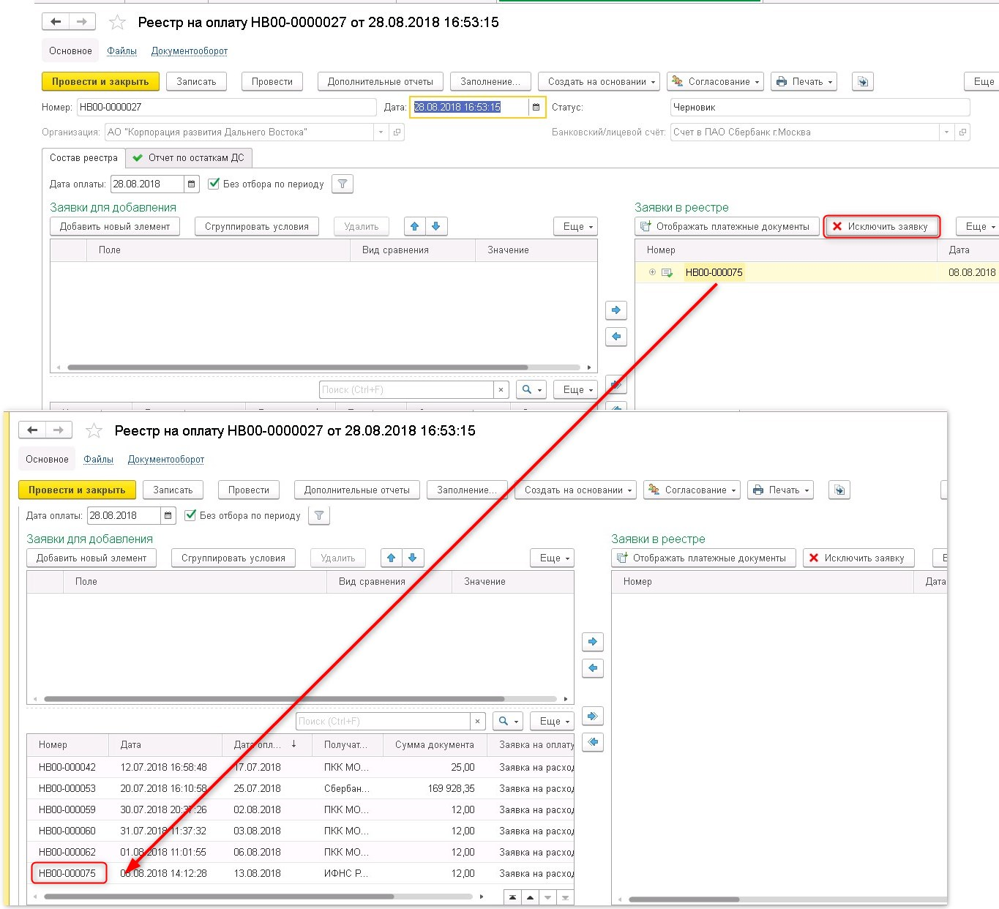 Реестр на оплату НВ00-0000027 от 28.08.2018 16:53:15
Основное Файлы Документооборот
Провести и закрыть Записать Провести Дополнительные отчеты Заполнение... Создать на основании Согласование Печать Еще
Номер: НВ00-0000027 Дата: 28.08.2018 16:53:15 Статус: Черновик
Организация: АО "Корпорация развития Дальнего Востока" Банковский/лицевой счёт: Счет в ПАО Сбербанк г.Москва
Состав реестра Отчет по остаткам ДС
Дата оплаты: 28.08.2018 Без отбора по периоду
Заявки для добавления Заявки в реестре
Добавить новый элемент Сгруппировать условия Удалить Еще Отображать платежные документы Исключить заявку Еще
Поле Вид сравнения Значение Номер Дата
НВ00-000075 08.08.2018
Поиск (Ctrl+F) Еще
Реестр на оплату НВ00-0000027 от 28.08.2018 16:53:15
Основное Файлы Документооборот
Провести и закрыть Записать Провести Дополнительные отчеты Заполнение... Создать на основании Согласование Печать
Дата оплаты: 28.08.2018 Без отбора по периоду
Заявки для добавления Заявки в реестре
Добавить новый элемент Сгруппировать условия Удалить Еще Отображать платежные документы Исключить заявку
Поле Вид сравнения Значение Номер Дата
Поиск (Ctrl+F) Еще
Номер Дата Дата опл... Получат... Сумма документа Заявка на оплату
НВ00-000042 12.07.2018 16:58:48 17.07.2018 ПКК МО... 25,00 Заявка на расход
НВ00-000053 20.07.2018 16:10:58 25.07.2018 Сбербан... 169 928,35 Заявка на расход
НВ00-000059 30.07.2018 20:37:26 02.08.2018 ПКК МО... 12,00 Заявка на расход
НВ00-000060 31.07.2018 11:37:32 03.08.2018 ПКК МО... 12,00 Заявка на расход
НВ00-000062 01.08.2018 11:01:55 06.08.2018 ПКК МО... 12,00 Заявка на расход
НВ00-000075 08.08.2018 14:12:28 13.08.2018 ИФНС Р... 12,00 Заявка на расход